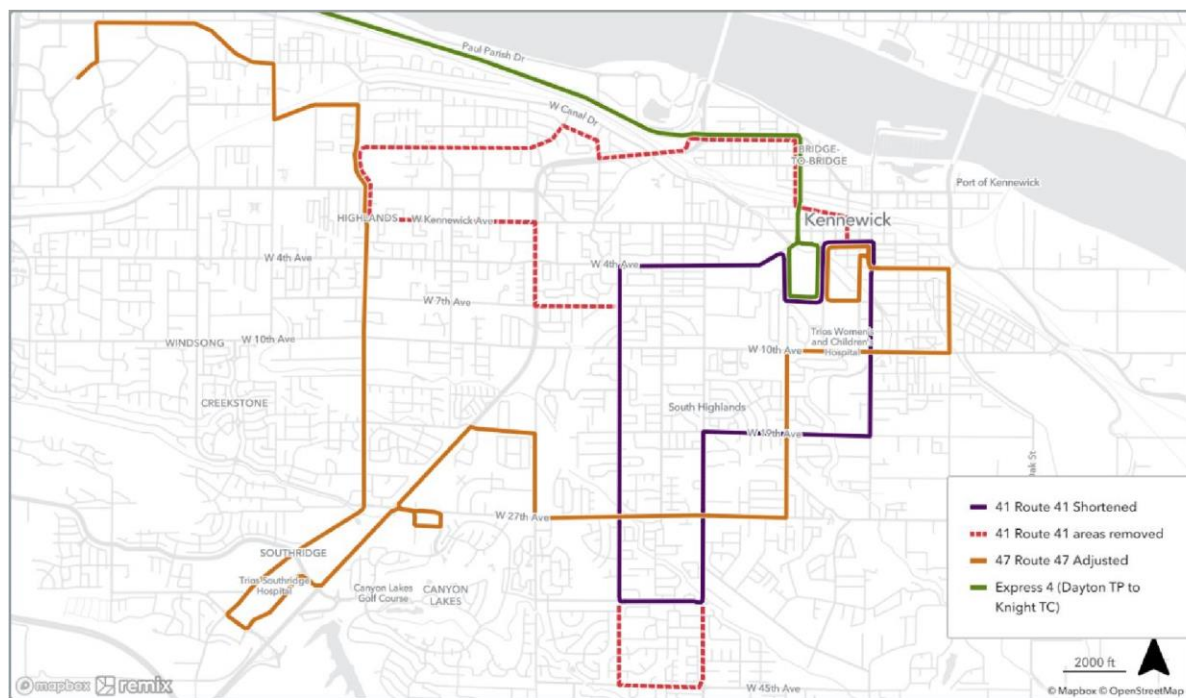 Paul Parish Dr
W Canal Dr
BRIDGE-
TO-BRIDGE
Port of Kennewick
Kennewick
HIGHLANDS
W Kennewick Ave
W 4th Ave
W 4th Ave
W 7th Ave
Trios Women's
and Children's
Hospital
WINDSONG
W 10th Ave
W 10th Ave
CREEKSTONE
South Highlands
W 19th Ave
Oak St
W 27th Ave
SOUTHRIDGE
Trios Southridge
Hospital
Canyon Lakes
Golf Course
CANYON
LAKES
W 45th Ave
41 Route 41 Shortened
41 Route 41 areas removed
47 Route 47 Adjusted
Express 4 (Dayton TP to
Knight TC)
2000 ft
mapbox remix
© Mapbox © OpenStreetMap